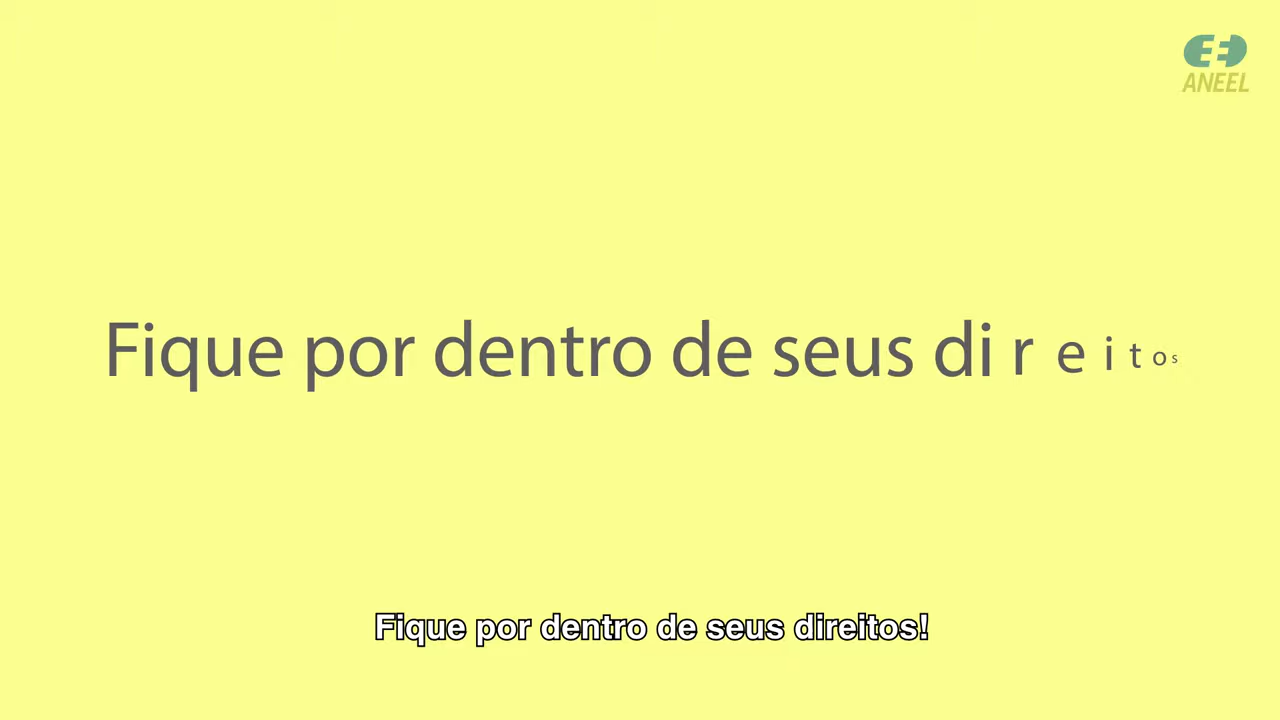 ANEEL
Fique por dentro de seus direitos
Fique por dentro de seus direitos!